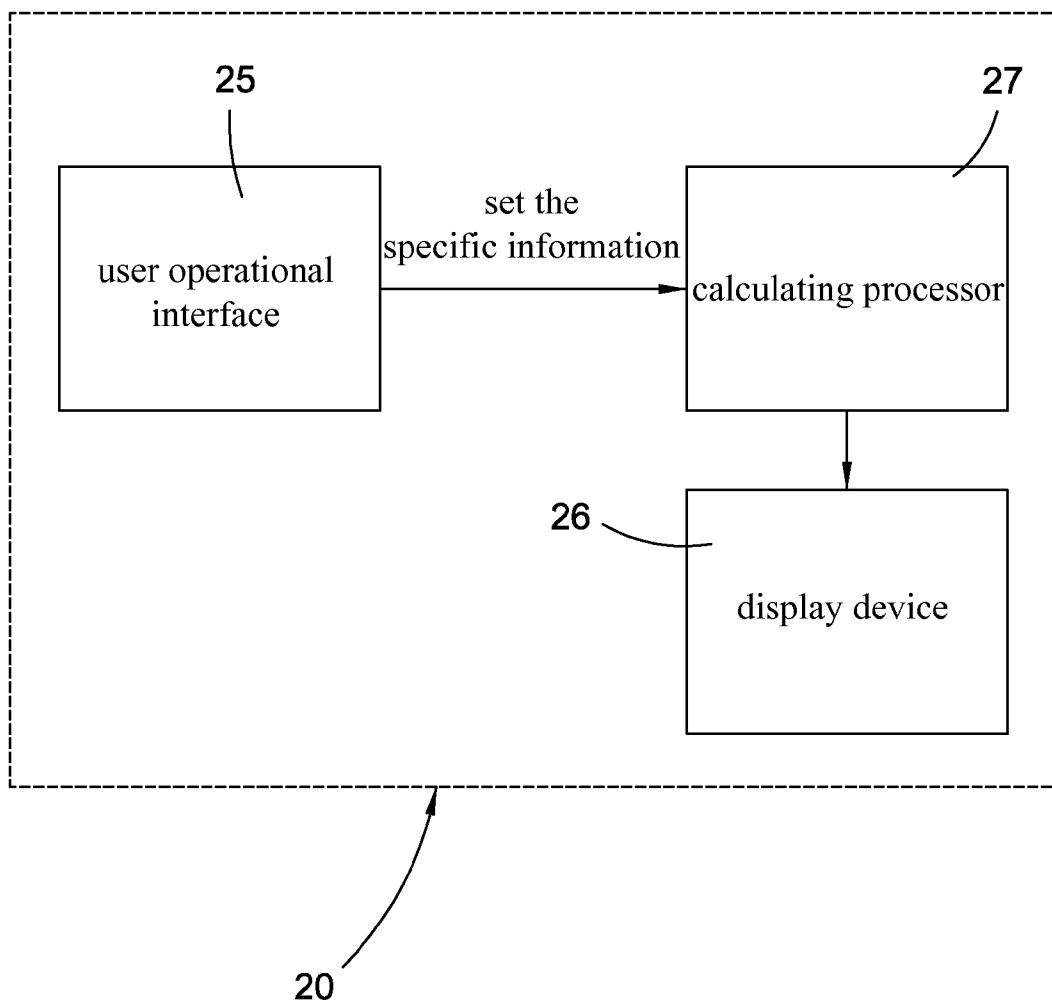 25
27
set the
specific information
user operational
interface
calculating processor
26
display device
20